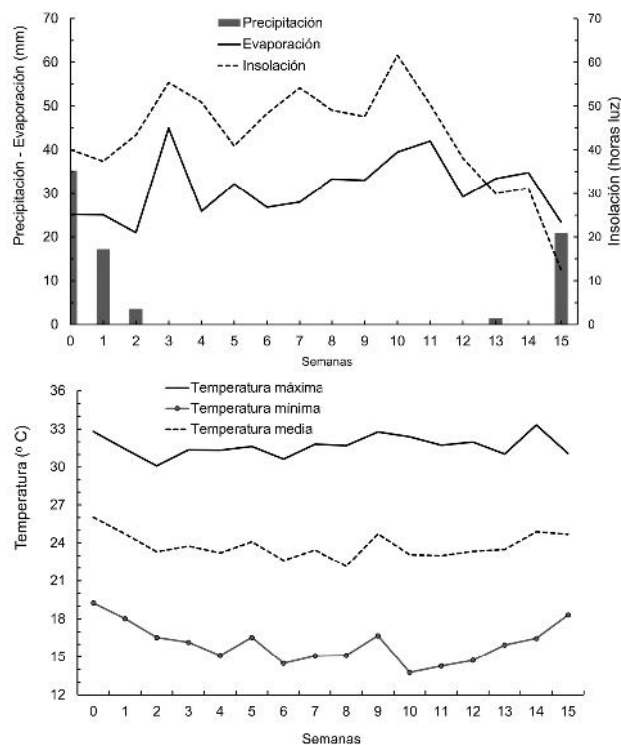 Precipitación
Evaporación
Insolación
Precipitación - Evaporación (mm)
70
60
50
40
30
20
10
0
Insolación (horas luz)
70
60
50
40
30
20
10
0
0 1 2 3 4 5 6 7 8 9 10 11 12 13 14 15
Semanas
Temperatura máxima
Temperatura mínima
Temperatura media
Temperatura (º C)
36
33
30
27
24
21
18
15
12
0 1 2 3 4 5 6 7 8 9 10 11 12 13 14 15
Semanas